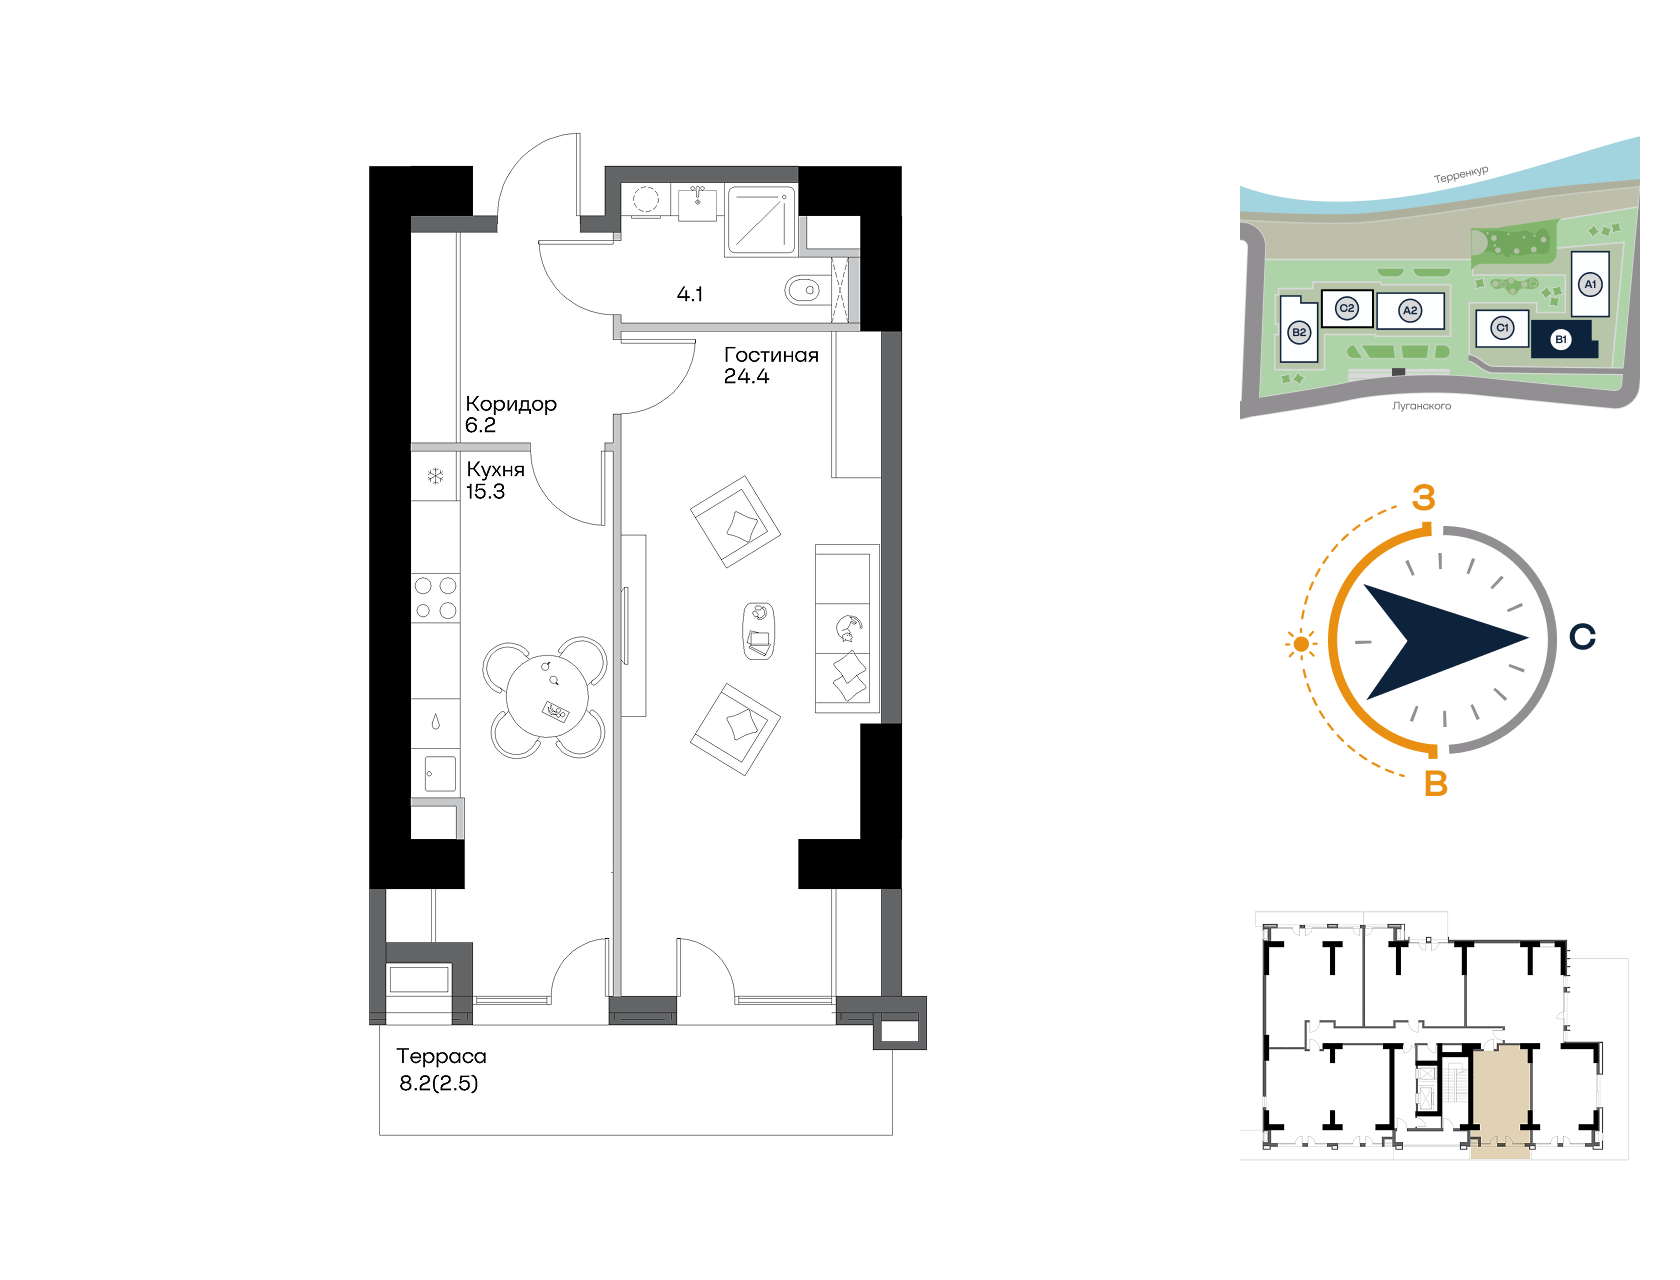 4.1
Гостиная
24.4
Коридор
6.2
Кухня
15.3
Терраса
8.2(2.5)
Терренкур
A1
C2
A2
B2
C1
B1
Луганского
З
С
В